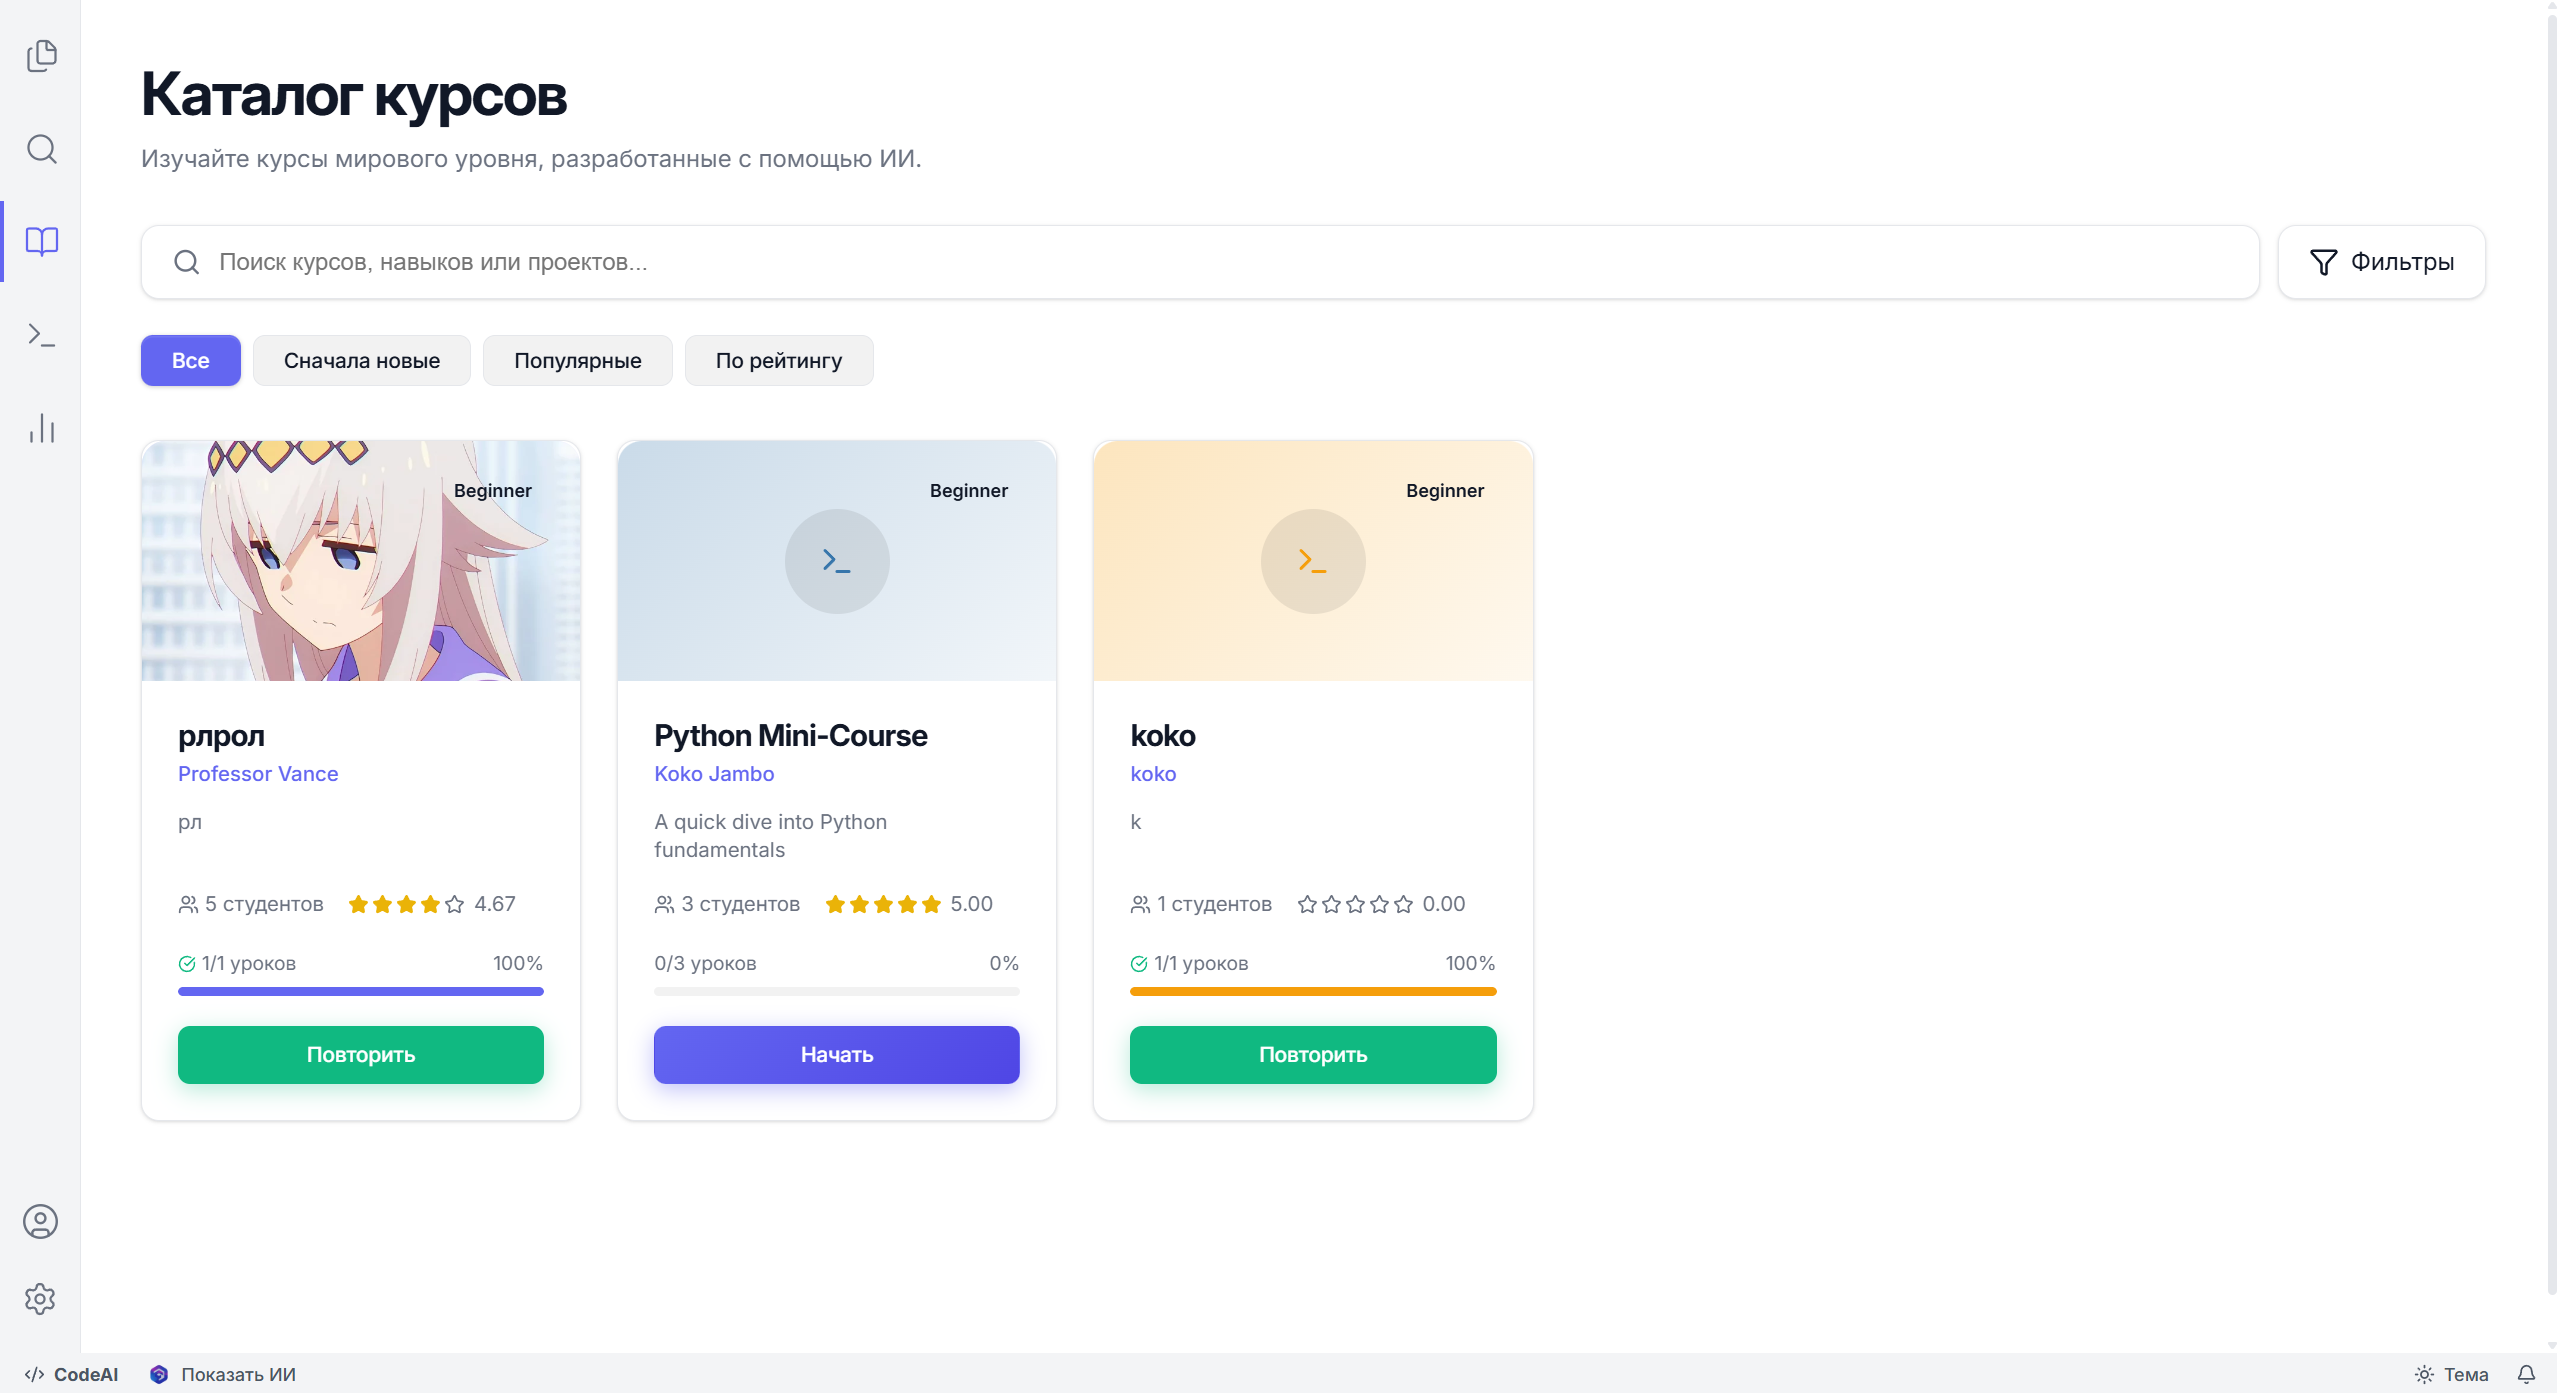 Каталог курсов
Изучайте курсы мирового уровня, разработанные с помощью ИИ.
Поиск курсов, навыков или проектов...
Фильтры
Все
Сначала новые
Популярные
По рейтингу
Beginner
рлрол
Professor Vance
рл
5 студентов
4.67
1/1 уроков
100%
Повторить
Beginner
Python Mini-Course
Koko Jambo
A quick dive into Python
fundamentals
3 студентов
5.00
0/3 уроков
0%
Начать
Beginner
koko
koko
k
1 студентов
0.00
1/1 уроков
100%
Повторить
CodeAI
Показать ИИ
Тема